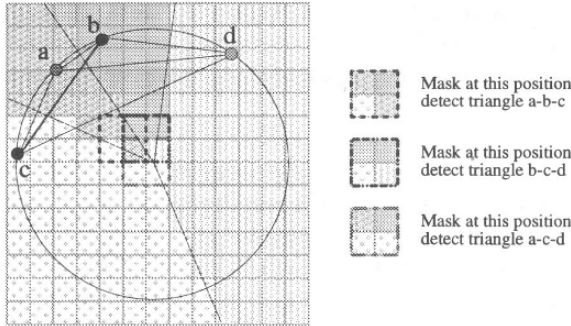 b
d
a
c
Mask at this position
detect triangle a-b-c
Mask at this position
detect triangle b-c-d
Mask at this position
detect triangle a-c-d